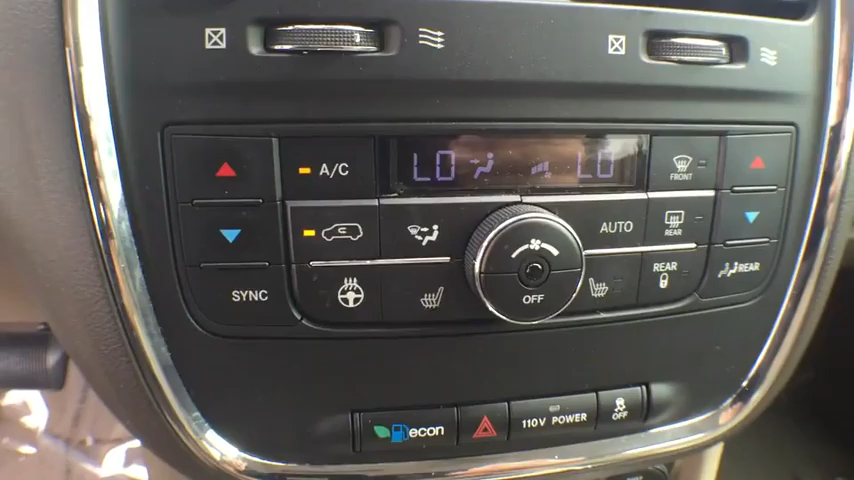 LO LO
A/C
FRONT
AUTO
REAR
SYNC
REAR
REAR
OFF
econ
110V POWER
OFF